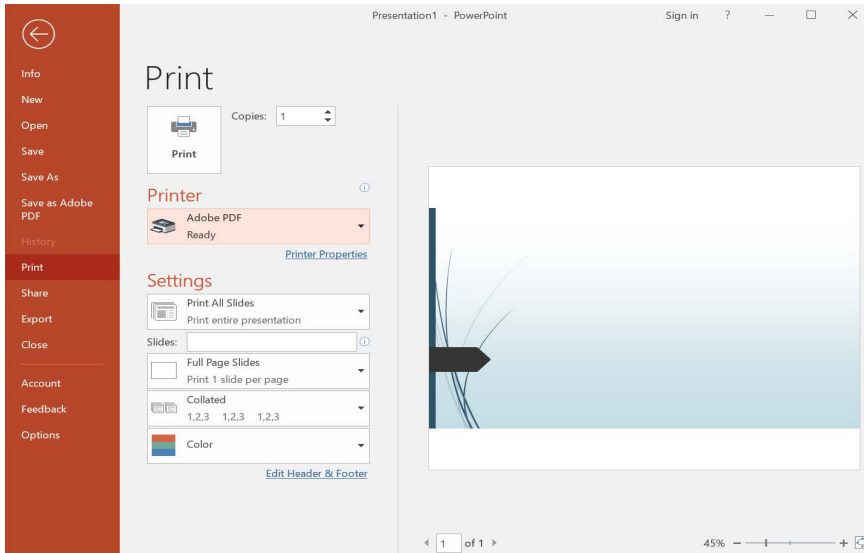 Presentation1 - PowerPoint
Sign in ?
Info
New
Open
Save
Save As
Save as Adobe
PDF
History
Print
Share
Export
Close
Account
Feedback
Options
Print
Copies: 1
Print
Printer
Adobe PDF
Ready
Printer Properties
Settings
Print All Slides
Print entire presentation
Slides:
Full Page Slides
Print 1 slide per page
Collated
1,2,3 1,2,3 1,2,3
Color
Edit Header & Footer
1 of 1
45%